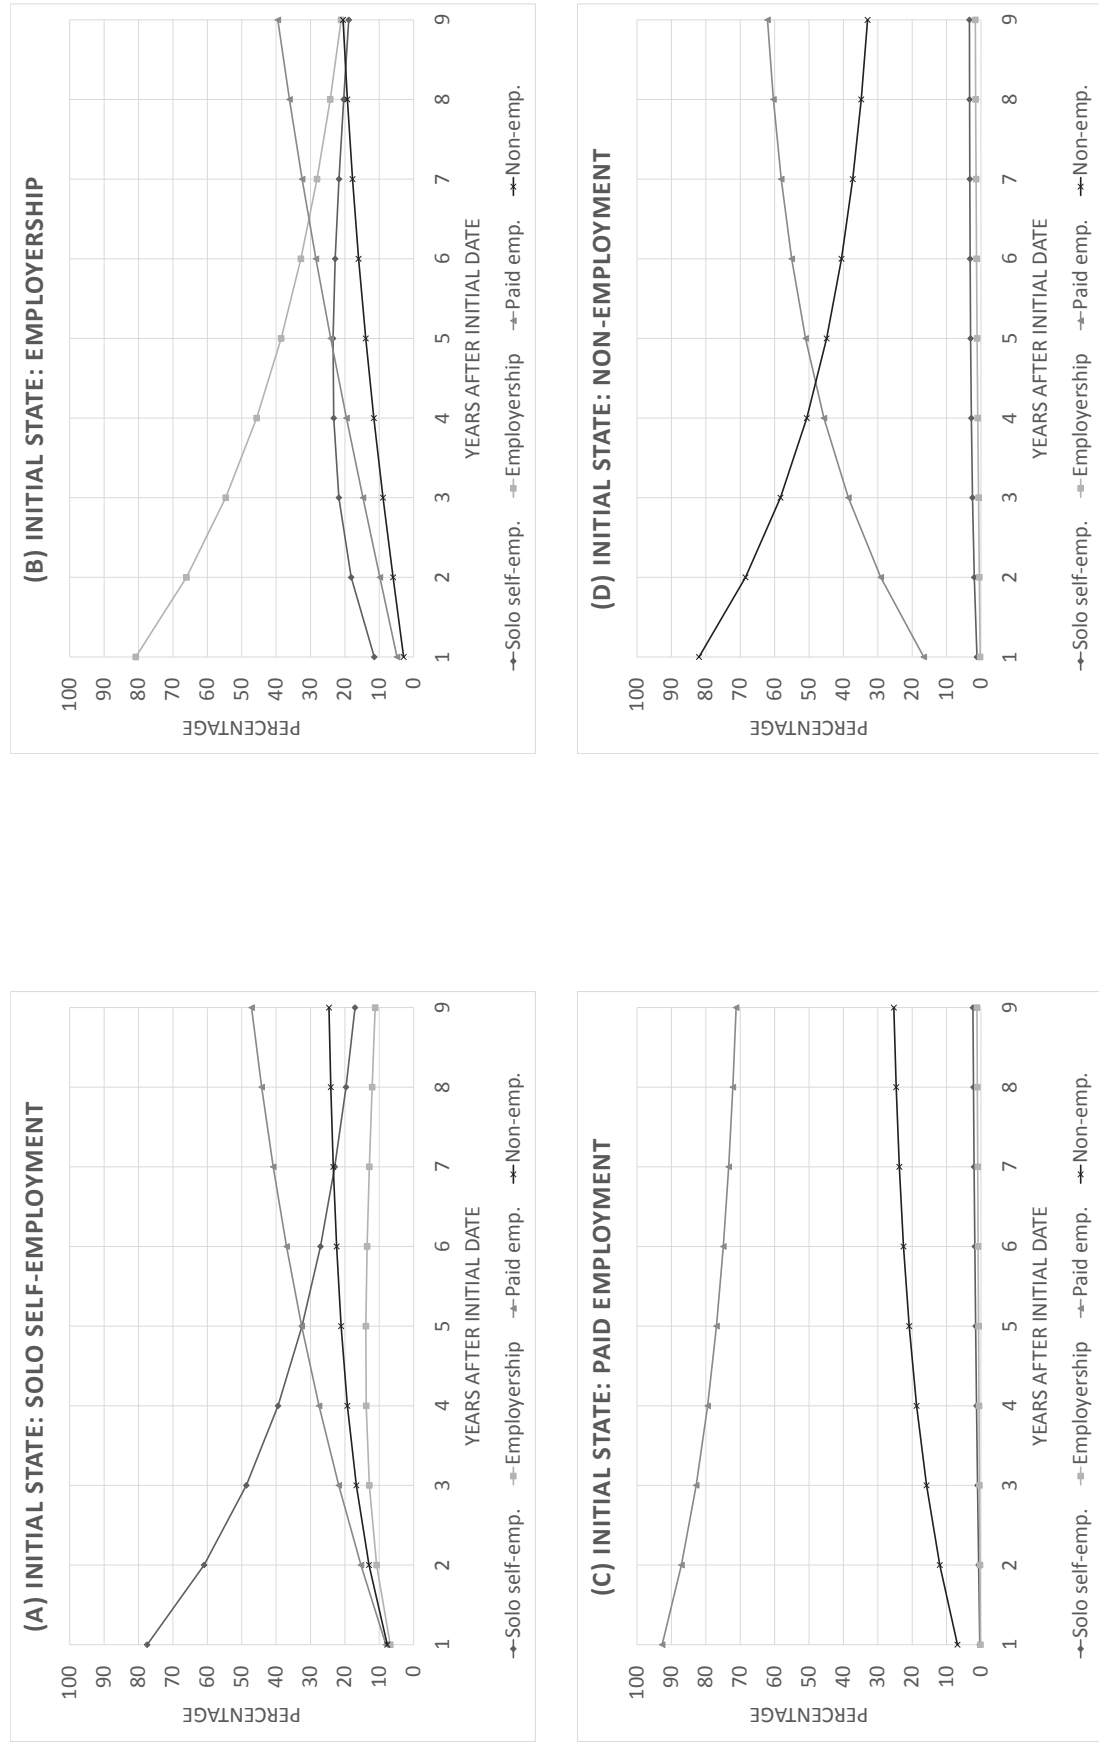 (A) INITIAL STATE: SOLO SELF-EMPLOYMENT
PERCENTAGE
100
90
80
70
60
50
40
30
20
10
0
1 2 3 4 5 6 7 8 9
YEARS AFTER INITIAL DATE
Solo self-emp. Employership Paid emp. Non-emp.
(B) INITIAL STATE: EMPLOYERSHIP
PERCENTAGE
100
90
80
70
60
50
40
30
20
10
0
1 2 3 4 5 6 7 8 9
YEARS AFTER INITIAL DATE
Solo self-emp. Employership Paid emp. Non-emp.
(C) INITIAL STATE: PAID EMPLOYMENT
PERCENTAGE
100
90
80
70
60
50
40
30
20
10
0
1 2 3 4 5 6 7 8 9
YEARS AFTER INITIAL DATE
Solo self-emp. Employership Paid emp. Non-emp.
(D) INITIAL STATE: NON-EMPLOYMENT
PERCENTAGE
100
90
80
70
60
50
40
30
20
10
0
1 2 3 4 5 6 7 8 9
YEARS AFTER INITIAL DATE
Solo self-emp. Employership Paid emp. Non-emp.